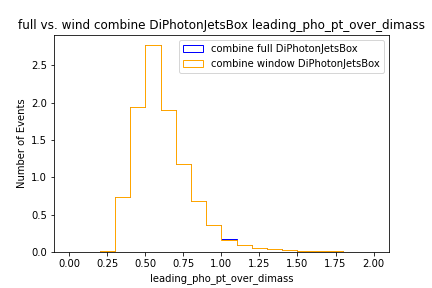 full vs. wind combine DiPhotonJetsBox leading_pho_pt_over_dimass
combine full DiPhotonJetsBox
combine window DiPhotonJetsBox
Number of Events
2.5
2.0
1.5
1.0
0.5
0.0
0.00 0.25 0.50 0.75 1.00 1.25 1.50 1.75 2.00
leading_pho_pt_over_dimass